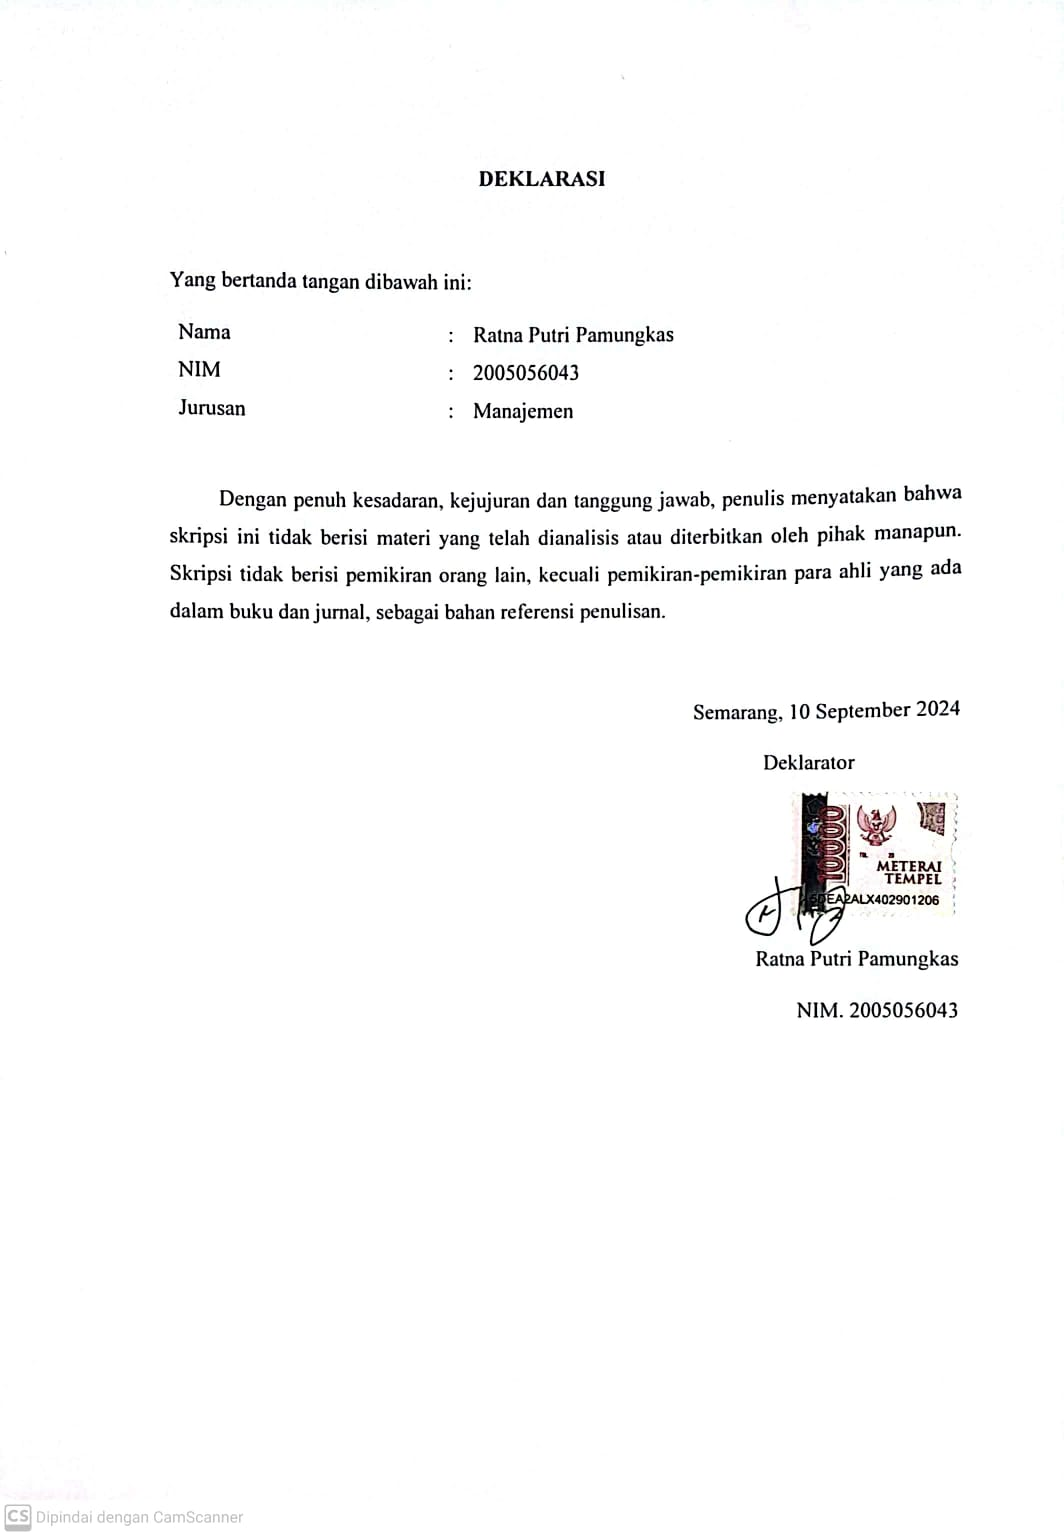 DEKLARASI
Yang bertanda tangan dibawah ini:
Nama : Ratna Putri Pamungkas
NIM : 2005056043
Jurusan : Manajemen
Dengan penuh kesadaran, kejujuran dan tanggung jawab, penulis menyatakan bahwa
skripsi ini tidak berisi materi yang telah dianalisis atau diterbitkan oleh pihak manapun.
Skripsi tidak berisi pemikiran orang lain, kecuali pemikiran-pemikiran para ahli yang ada
dalam buku dan jurnal, sebagai bahan referensi penulisan.
Semarang, 10 September 2024
Deklarator
10000
METERAI
TEMPEL
DEA2ALX402901206
Ratna Putri Pamungkas
NIM. 2005056043
CS Dipindai dengan CamScanner